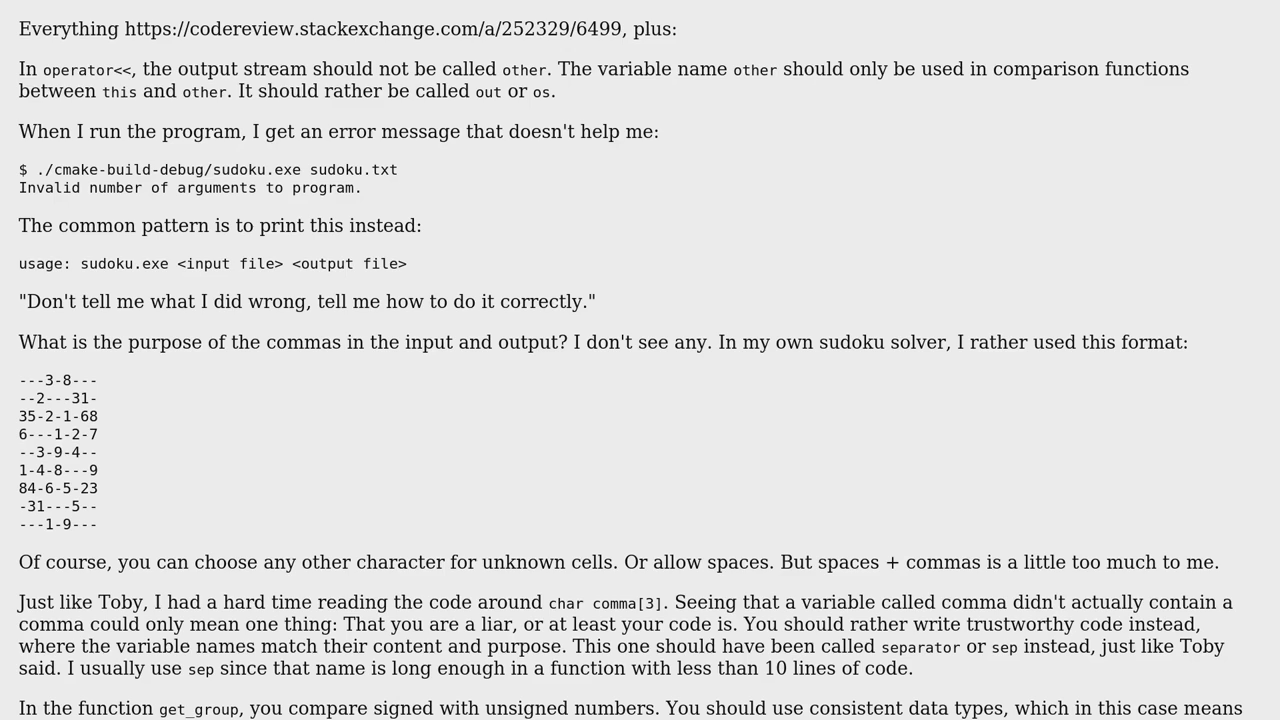 Everything https://codereview.stackexchange.com/a/252329/6499, plus:
In operator<<, the output stream should not be called other. The variable name other should only be used in comparison functions
between this and other. It should rather be called out or os.
When I run the program, I get an error message that doesn't help me:
$ ./cmake-build-debug/sudoku.exe sudoku.txt
Invalid number of arguments to program.
The common pattern is to print this instead:
usage: sudoku.exe <input file> <output file>
"Don't tell me what I did wrong, tell me how to do it correctly."
What is the purpose of the commas in the input and output? I don't see any. In my own sudoku solver, I rather used this format:
---3-8---
--2---31-
35-2-1-68
6---1-2-7
--3-9-4--
1-4-8---9
84-6-5-23
-31---5--
---1-9---
Of course, you can choose any other character for unknown cells. Or allow spaces. But spaces + commas is a little too much to me.
Just like Toby, I had a hard time reading the code around char comma[3]. Seeing that a variable called comma didn't actually contain a
comma could only mean one thing: That you are a liar, or at least your code is. You should rather write trustworthy code instead,
where the variable names match their content and purpose. This one should have been called separator or sep instead, just like Toby
said. I usually use sep since that name is long enough in a function with less than 10 lines of code.
In the function get_group, you compare signed with unsigned numbers. You should use consistent data types, which in this case means